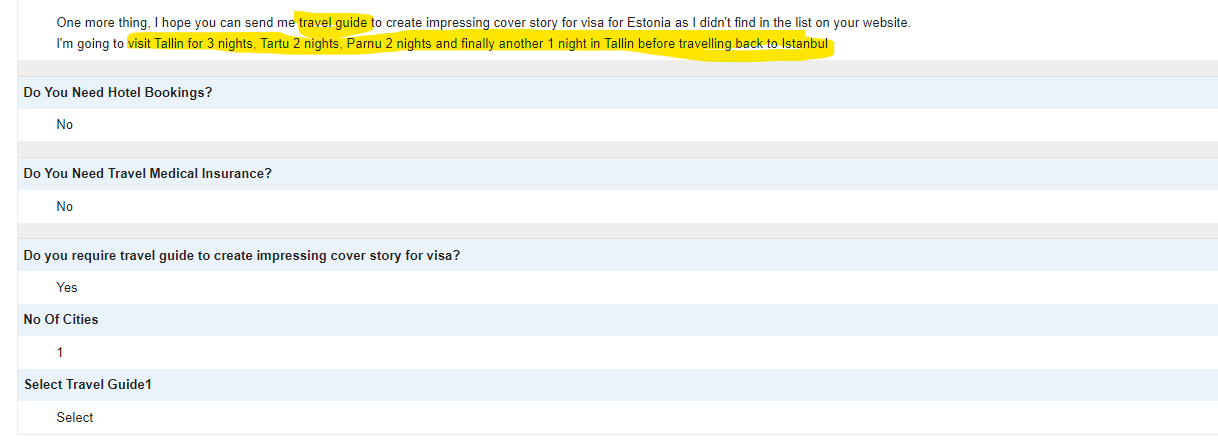 One more thing, I hope you can send me travel guide to create impressing cover story for visa for Estonia as I didn't find in the list on your website.
I'm going to visit Tallin for 3 nights, Tartu 2 nights, Parnu 2 nights and finally another 1 night in Tallin before travelling back to Istanbul
Do You Need Hotel Bookings?
No
Do You Need Travel Medical Insurance?
No
Do you require travel guide to create impressing cover story for visa?
Yes
No Of Cities
1
Select Travel Guide1
Select